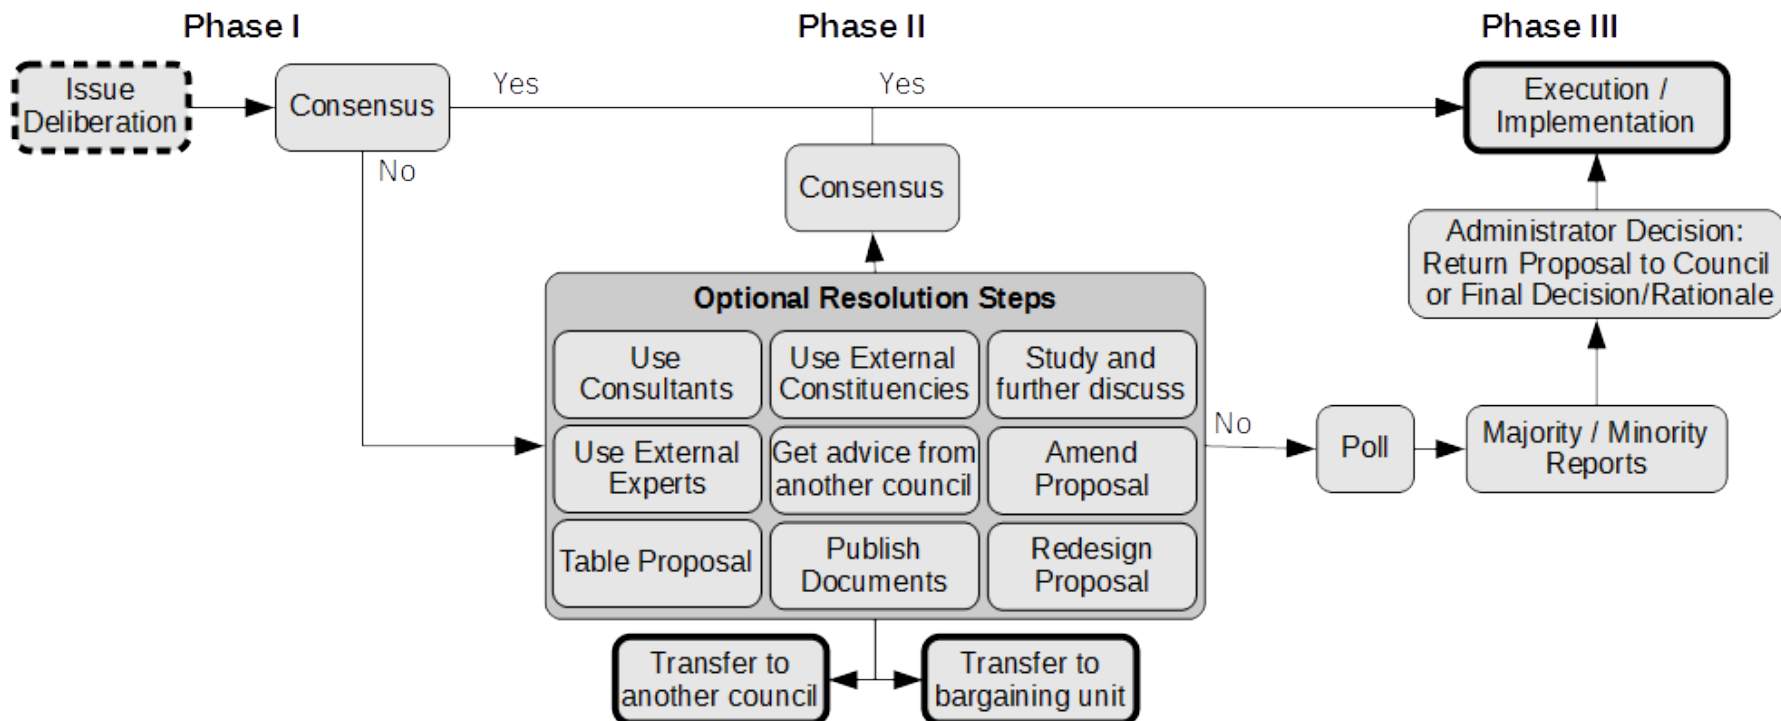 Phase I
Phase II
Phase III
Issue
Deliberation
Consensus
Yes
Yes
Execution /
Implementation
No
Consensus
Administrator Decision:
Return Proposal to Council
or Final Decision/Rationale
Optional Resolution Steps
Use
Consultants
Use External
Constituencies
Study and
further discuss
Use External
Experts
Get advice from
another council
Amend
Proposal
Table Proposal
Publish
Documents
Redesign
Proposal
No
Poll
Majority / Minority
Reports
Transfer to
another council
Transfer to
bargaining unit